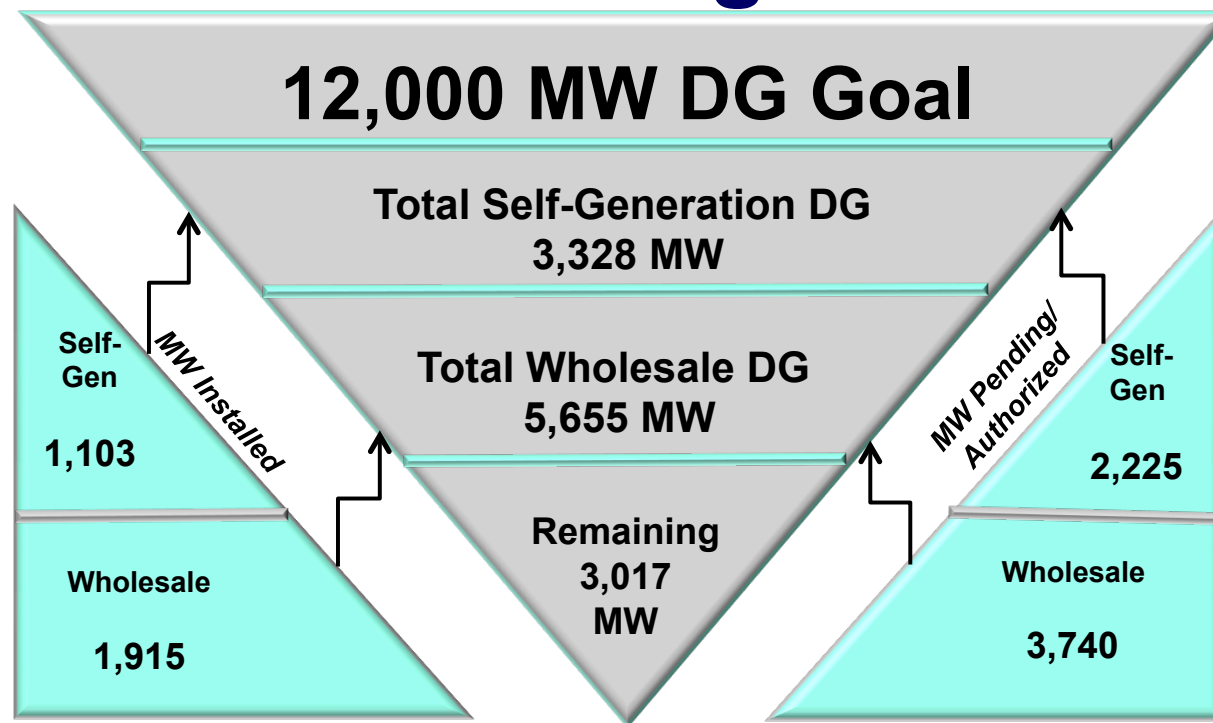 12,000 MW DG Goal
Total Self-Generation DG
3,328 MW
Total Wholesale DG
5,655 MW
Remaining
3,017
MW
Self-
Gen
1,103
Wholesale
1,915
MW Installed
MW Pending/
Authorized
Self-
Gen
2,225
Wholesale
3,740